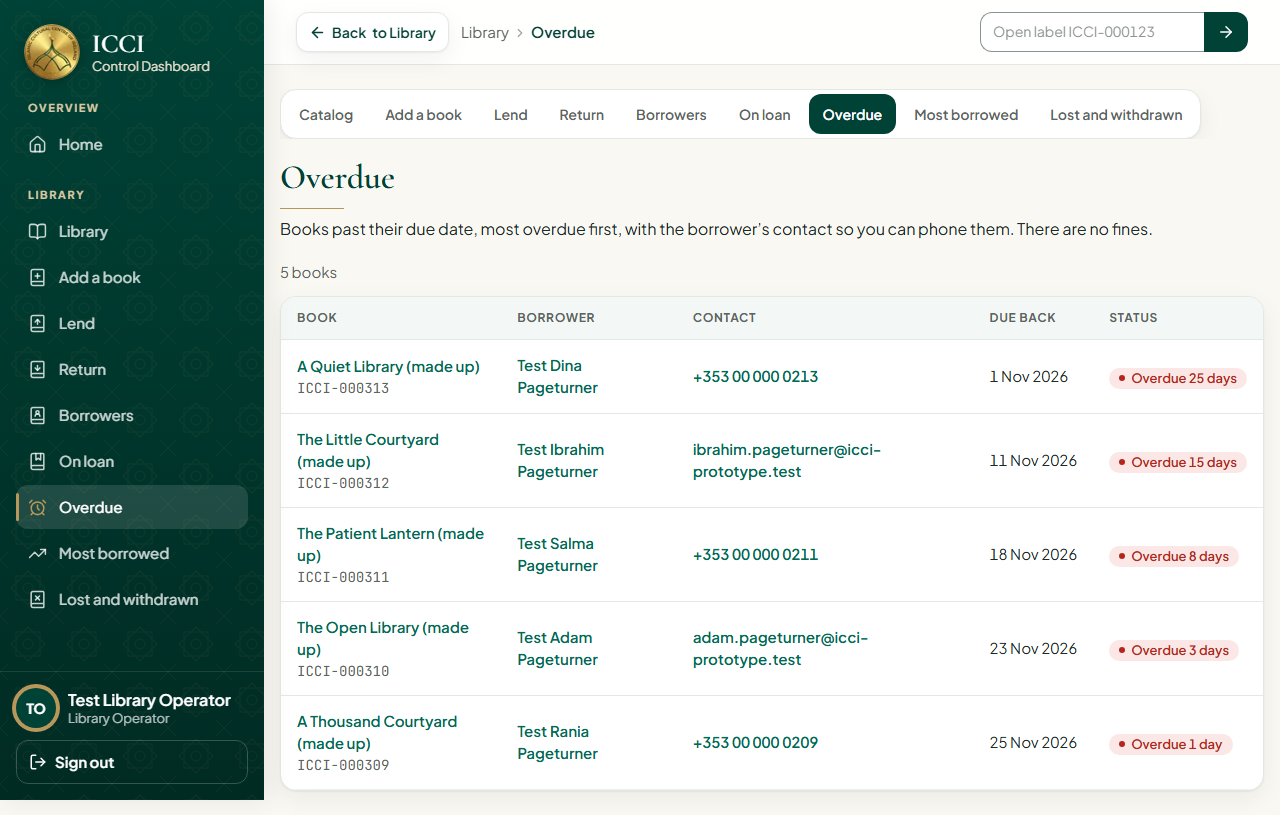 ICCI
Control Dashboard
OVERVIEW
Home
LIBRARY
Library
Add a book
Lend
Return
Borrowers
On loan
Overdue
Most borrowed
Lost and withdrawn
TO
Test Library Operator
Library Operator
Sign out
Back to Library
Library › Overdue
Open label ICCI-000123
Catalog Add a book Lend Return Borrowers On loan Overdue Most borrowed Lost and withdrawn
Overdue
Books past their due date, most overdue first, with the borrower’s contact so you can phone them. There are no fines.
5 books
BOOK BORROWER CONTACT DUE BACK STATUS
A Quiet Library (made up)
ICCI-000313
Test Dina
Pageturner
+353 00 000 0213
1 Nov 2026
Overdue 25 days
The Little Courtyard
(made up)
ICCI-000312
Test Ibrahim
Pageturner
ibrahim.pageturner@icci-
prototype.test
11 Nov 2026
Overdue 15 days
The Patient Lantern (made
up)
ICCI-000311
Test Salma
Pageturner
+353 00 000 0211
18 Nov 2026
Overdue 8 days
The Open Library (made
up)
ICCI-000310
Test Adam
Pageturner
adam.pageturner@icci-
prototype.test
23 Nov 2026
Overdue 3 days
A Thousand Courtyard
(made up)
ICCI-000309
Test Rania
Pageturner
+353 00 000 0209
25 Nov 2026
Overdue 1 day